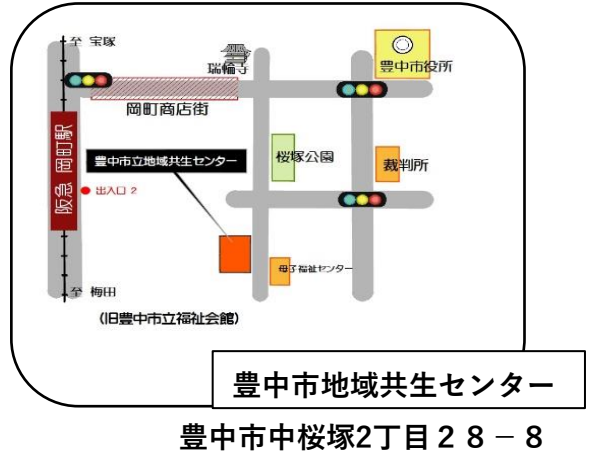 至 宝塚
瑞輪寺
豊中市役所
岡町商店街
阪急 岡町駅
豊中市立地域共生センター
桜塚公園
裁判所
出入口 2
母子福祉センター
至 梅田
(旧豊中市立福祉会館)
豊中市地域共生センター
豊中市中桜塚2丁目28-8